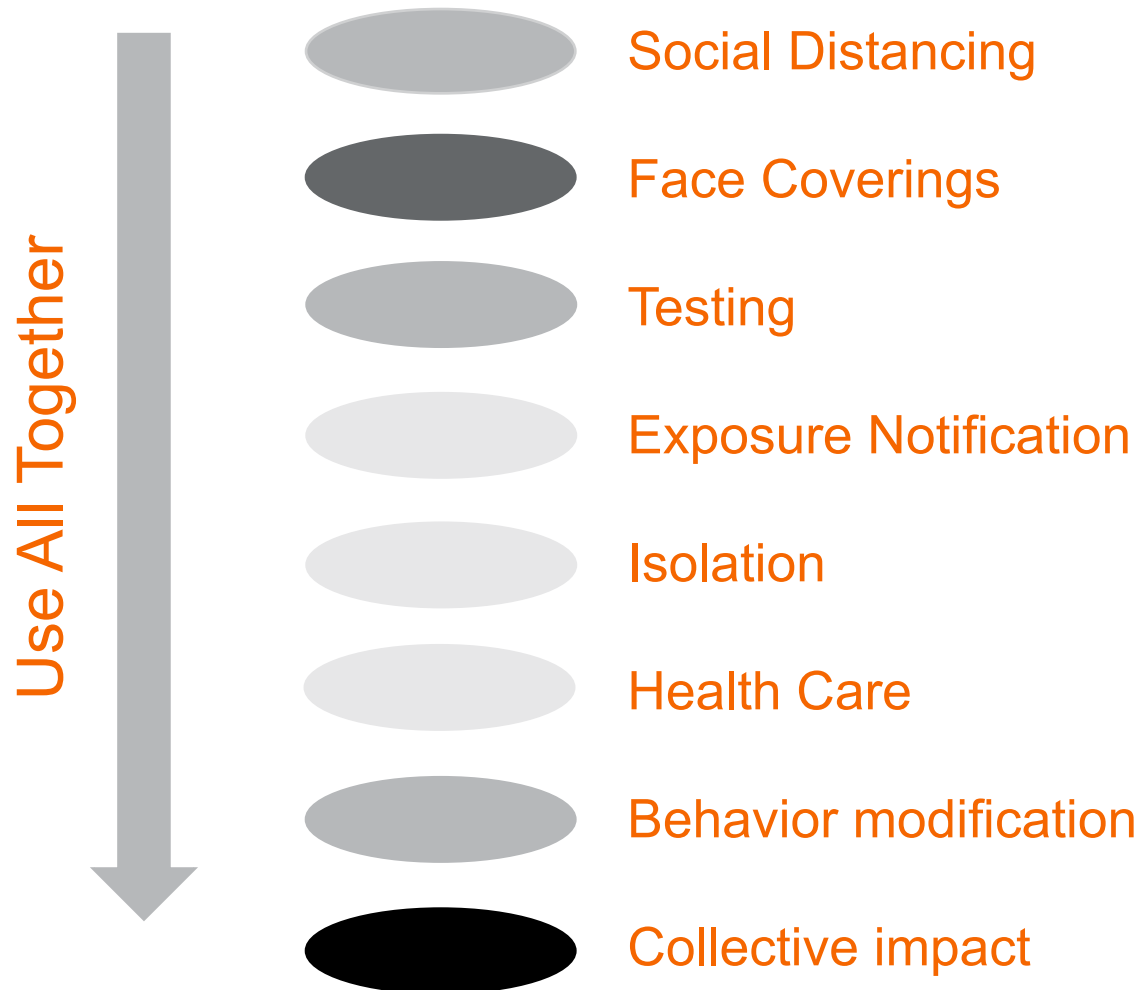 Use All Together
Social Distancing
Face Coverings
Testing
Exposure Notification
Isolation
Health Care
Behavior modification
Collective impact